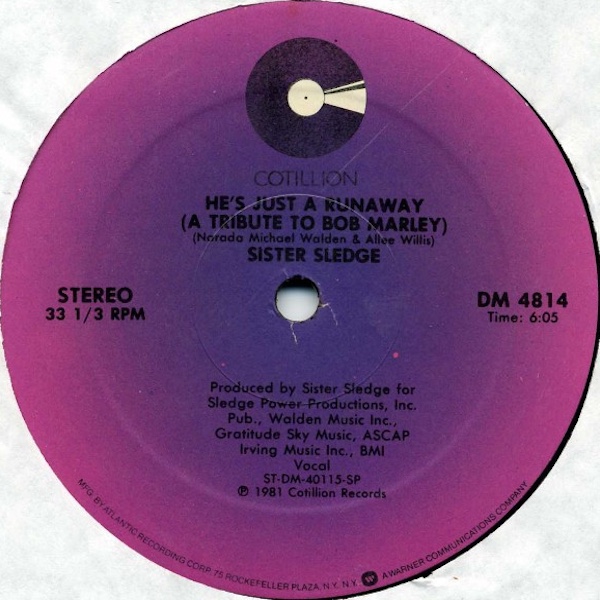 COTILLION
HE'S JUST A RUNAWAY
(A TRIBUTE TO BOB MARLEY)
(Norada Michael Walden & Allee Willis)
SISTER SLEDGE
STEREO
33 1/3 RPM
DM 4814
Time: 6:05
Produced by Sister Sledge for
Sledge Power Productions, Inc.
Pub., Walden Music Inc.,
Gratitude Sky Music, ASCAP
Irving Music Inc., BMI
Vocal
ST-DM-40115-SP
℗ 1981 Cotillion Records
MFG. BY ATLANTIC RECORDING CORP. 75 ROCKEFELLER PLAZA, N.Y. N.Y. A WARNER COMMUNICATIONS COMPANY